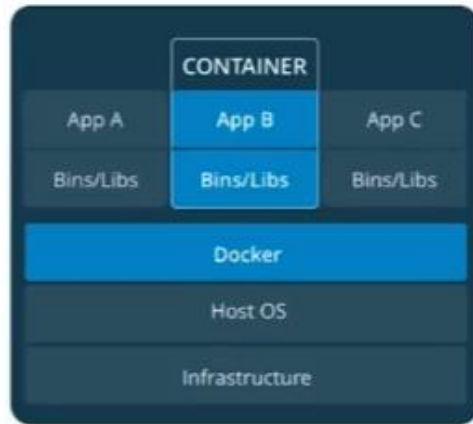 CONTAINER
App A App B App C
Bins/Libs Bins/Libs Bins/Libs
Docker
Host OS
Infrastructure